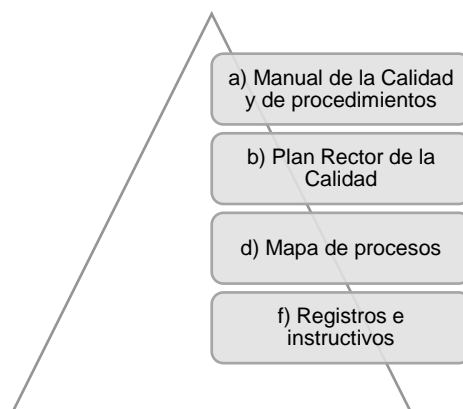 a) Manual de la Calidad
y de procedimientos
b) Plan Rector de la
Calidad
d) Mapa de procesos
f) Registros e
instructivos